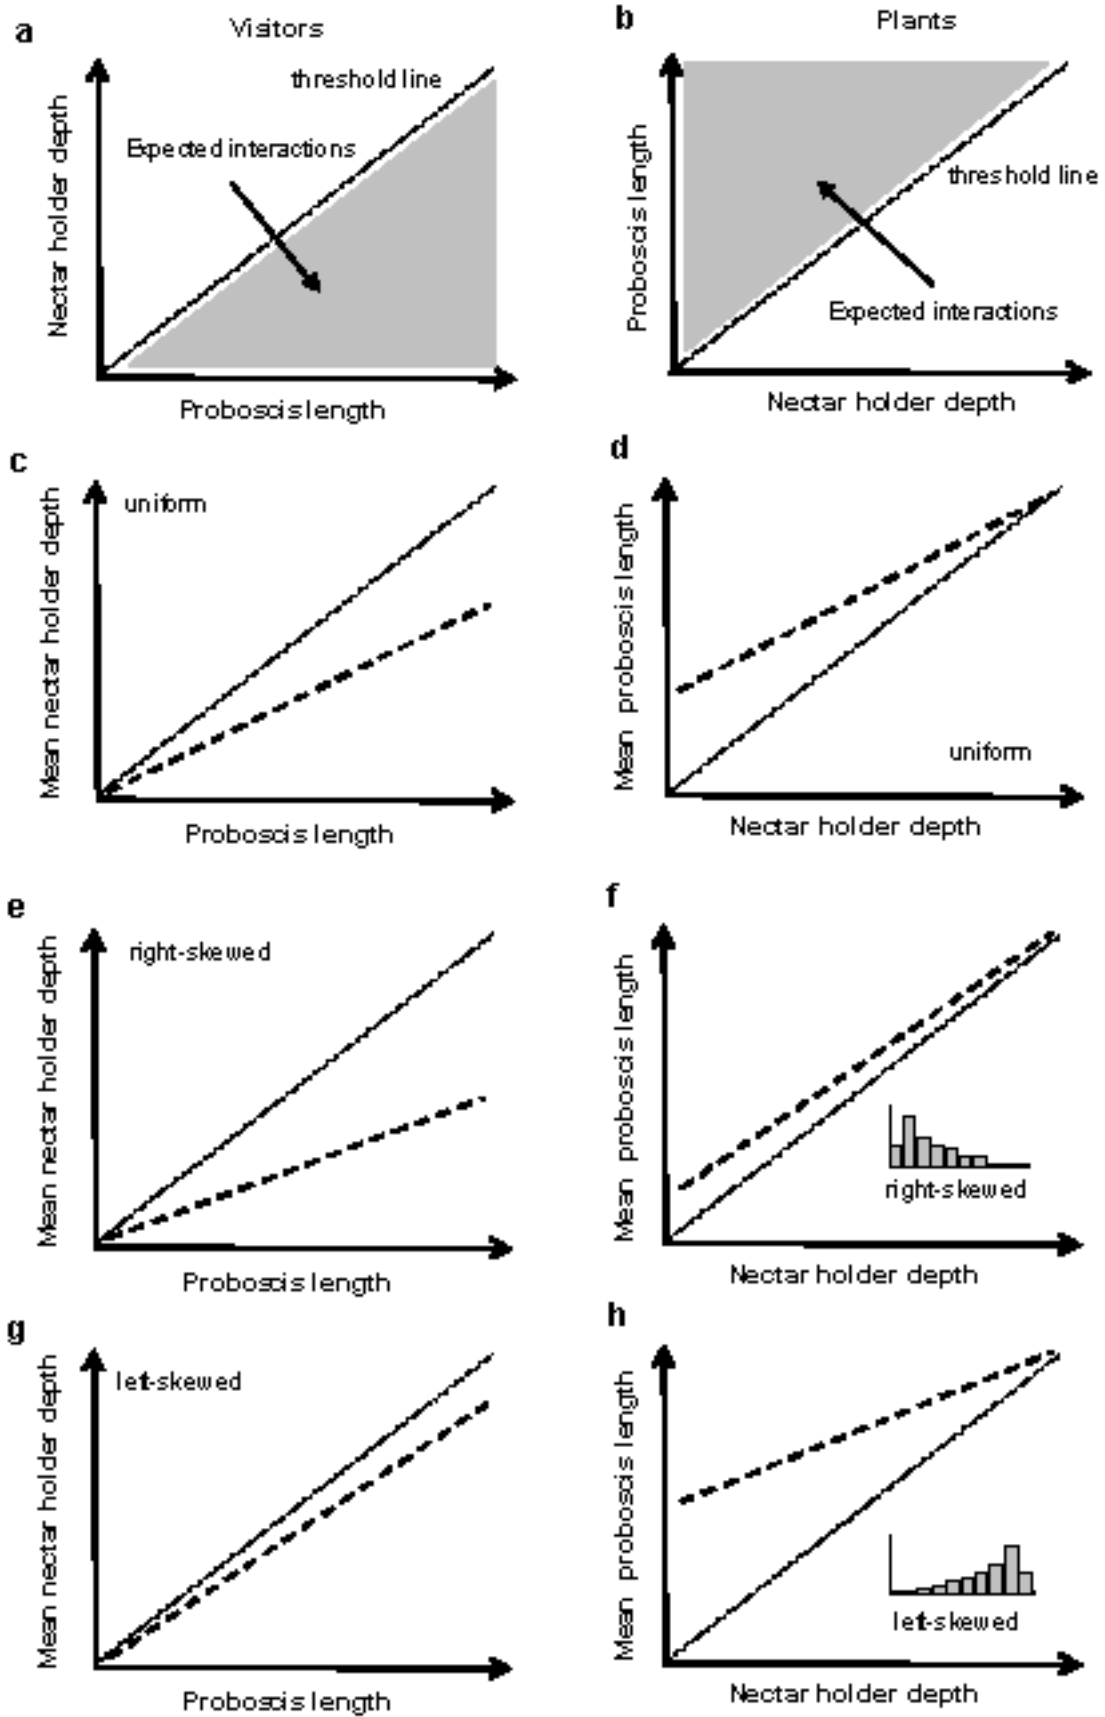 a
Visitors
b
Plants
threshold line
Expected interactions
Nectar holder depth
Proboscis length
threshold line
Expected interactions
Proboscis length
Nectar holder depth
c
uniform
Mean nectar holder depth
Proboscis length
d
uniform
Mean proboscis length
Nectar holder depth
e
right-skewed
Mean nectar holder depth
Proboscis length
f
right-skewed
Mean proboscis length
Nectar holder depth
g
left-skewed
Mean nectar holder depth
Proboscis length
h
left-skewed
Mean proboscis length
Nectar holder depth